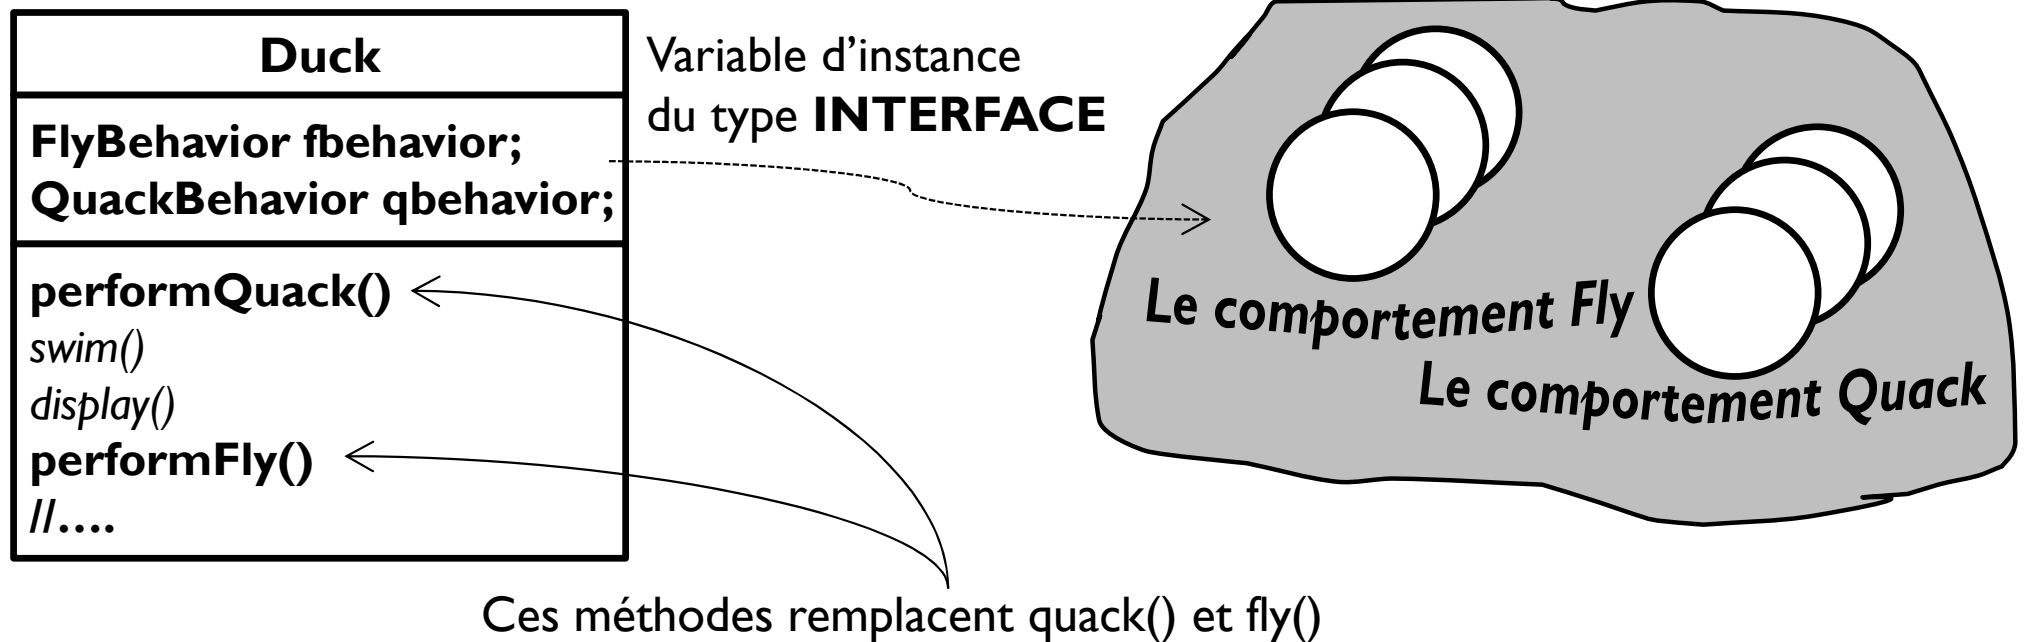 Duck
FlyBehavior fbehavior;
QuackBehavior qbehavior;
performQuack()
swim()
display()
performFly()
//....
Variable d’instance
du type INTERFACE
Le comportement Fly
Le comportement Quack
Ces méthodes remplacent quack() et fly()